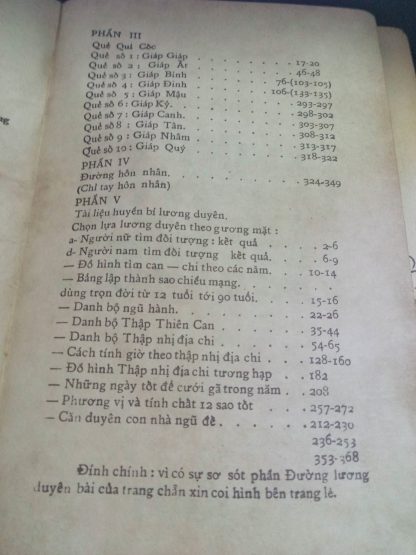 PHẦN III
Quẻ Quỉ Cốc
Quẻ số 1 : Giáp Giáp . . . . . . . 17-20
Quẻ số 2 : Giáp Ất . . . . . . . 46-48
Quẻ số 3 : Giáp Bính . . . . . 76-(103-105)
Quẻ số 4 : Giáp Đinh . . . . . 106-(133-135)
Quẻ số 5 : Giáp Mậu . . . . . . 293-297
Quẻ số 6 : Giáp Kỷ. . . . . . . 298-302
Quẻ số 7 : Giáp Canh. . . . . . 303-307
Quẻ số 8 : Giáp Tân. . . . . . . 308-312
Quẻ số 9 : Giáp Nhâm . . . . . . 313-317
Quẻ số 10 : Giáp Quý . . . . . . 318-322
PHẦN IV
Đường hôn nhân. . . . . . . 324-349
(Chỉ tay hôn nhân)
PHẦN V
Tài liệu huyền bí lương duyên.
Chọn lựa lương duyên theo gương mặt :
a- Người nữ tìm đối tượng : kết quả . . . . 2-6
d- Người nam tìm đối tượng kết quả. . . . 6-9
— Đồ hình tìm can — chi theo các năm. . . . 10-14
— Bảng lập thành sao chiếu mạng.
dùng trọn đời từ 12 tuổi tới 90 tuổi. . . . . 15-16
— Danh bộ ngũ hành. . . . . . . 22-26
— Danh bộ Thập Thiên Can . . . . . . 35-44
— Danh bộ Thập nhị địa chi . . . . . . 54-65
— Cách tính giờ theo thập nhị địa chi . . . . 128-160
— Đồ hình Thập nhị địa chi tương hạp . . . 182
— Những ngày tốt để cưới gã trong năm . . 208
— Phương vị và tính chất 12 sao tốt . . . . 257-272
— Căn duyên con nhà ngũ đế . . . . . 212-230
236-253
353-368
Đính chính : vì có sự sơ sót phần Đường lương
duyên bài của trang chẵn xin coi hình bên trang lẻ.